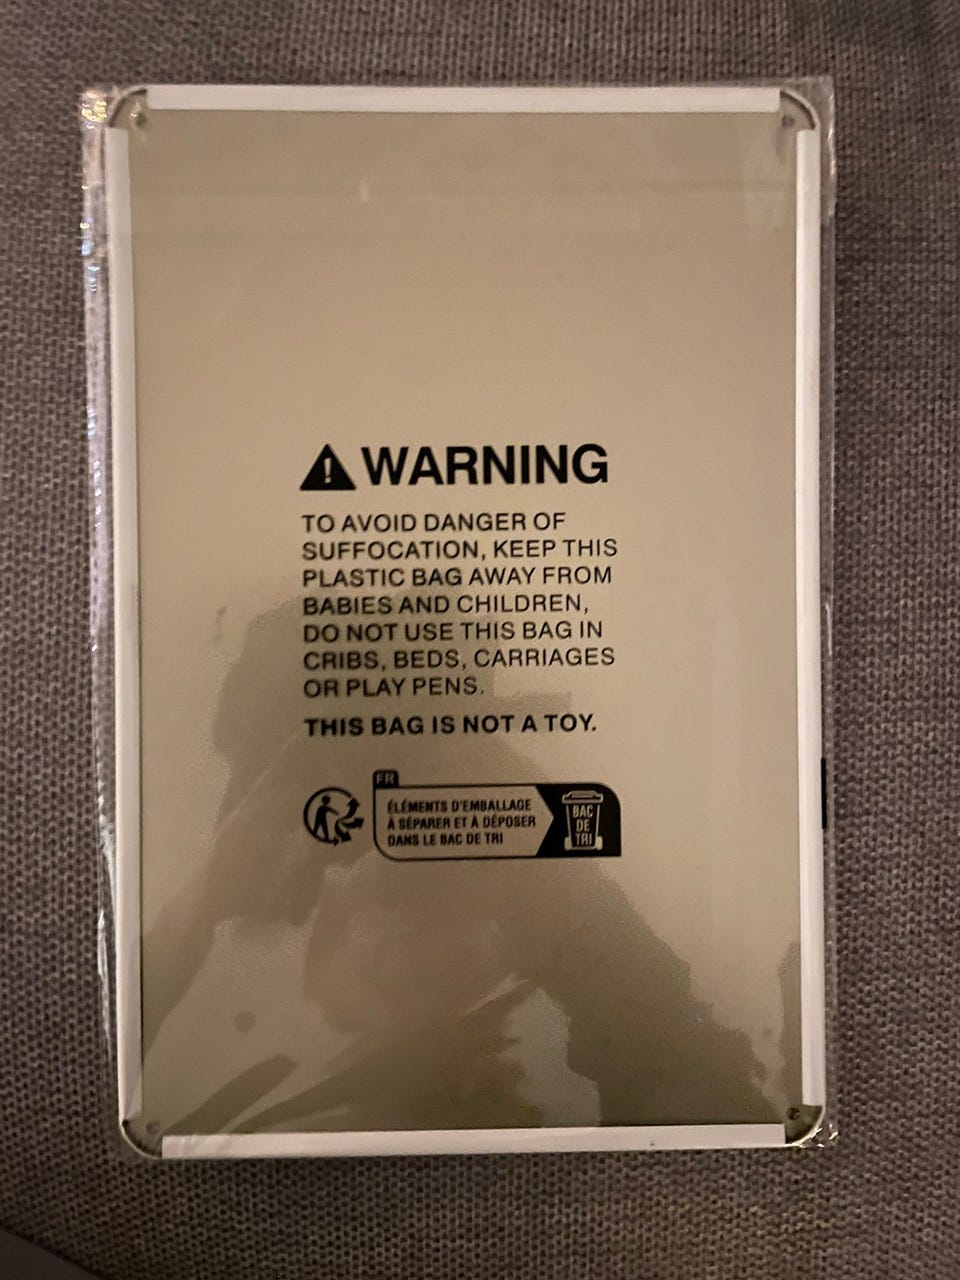 WARNING
TO AVOID DANGER OF
SUFFOCATION, KEEP THIS
PLASTIC BAG AWAY FROM
BABIES AND CHILDREN,
DO NOT USE THIS BAG IN
CRIBS, BEDS, CARRIAGES
OR PLAY PENS.
THIS BAG IS NOT A TOY.
FR
ÉLÉMENTS D'EMBALLAGE
À SÉPARER ET À DÉPOSER
DANS LE BAC DE TRI
BAC
DE
TRI